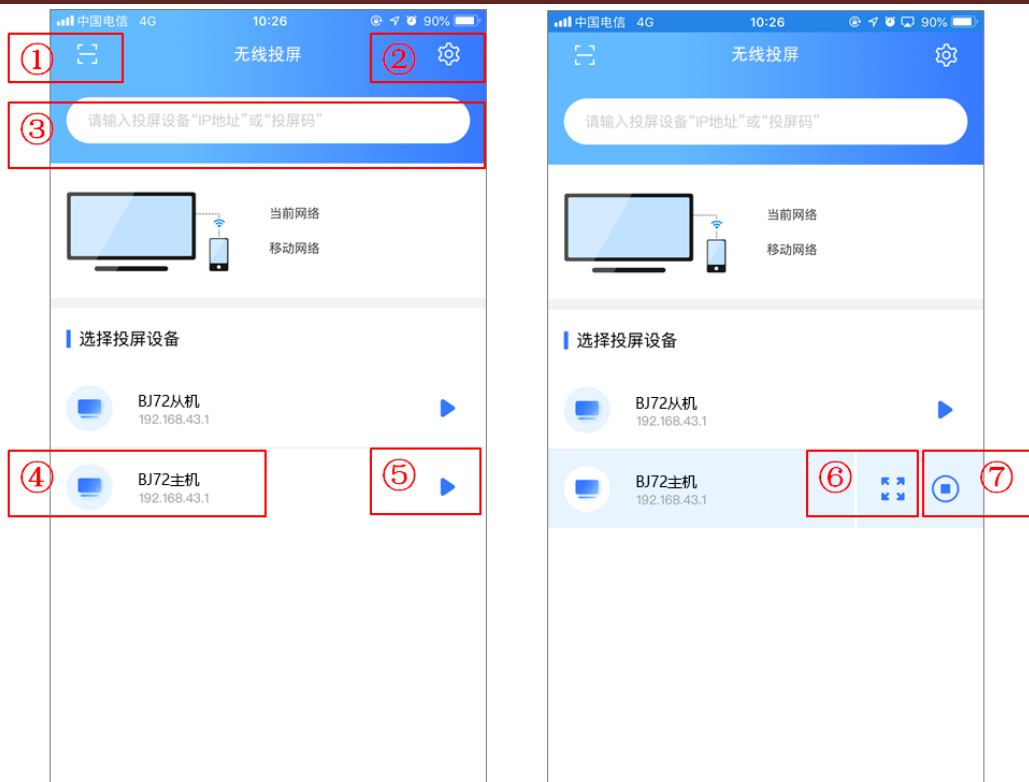 中国电信 4G 10:26 90%
① 无线投屏 ②
③ 请输入投屏设备“IP地址”或“投屏码”
当前网络
移动网络
选择投屏设备
BJ72从机
192.168.43.1
④ BJ72主机 ⑤
192.168.43.1
中国电信 4G 10:26 90%
无线投屏
请输入投屏设备“IP地址”或“投屏码”
当前网络
移动网络
选择投屏设备
BJ72从机
192.168.43.1
BJ72主机 ⑥ ⑦
192.168.43.1